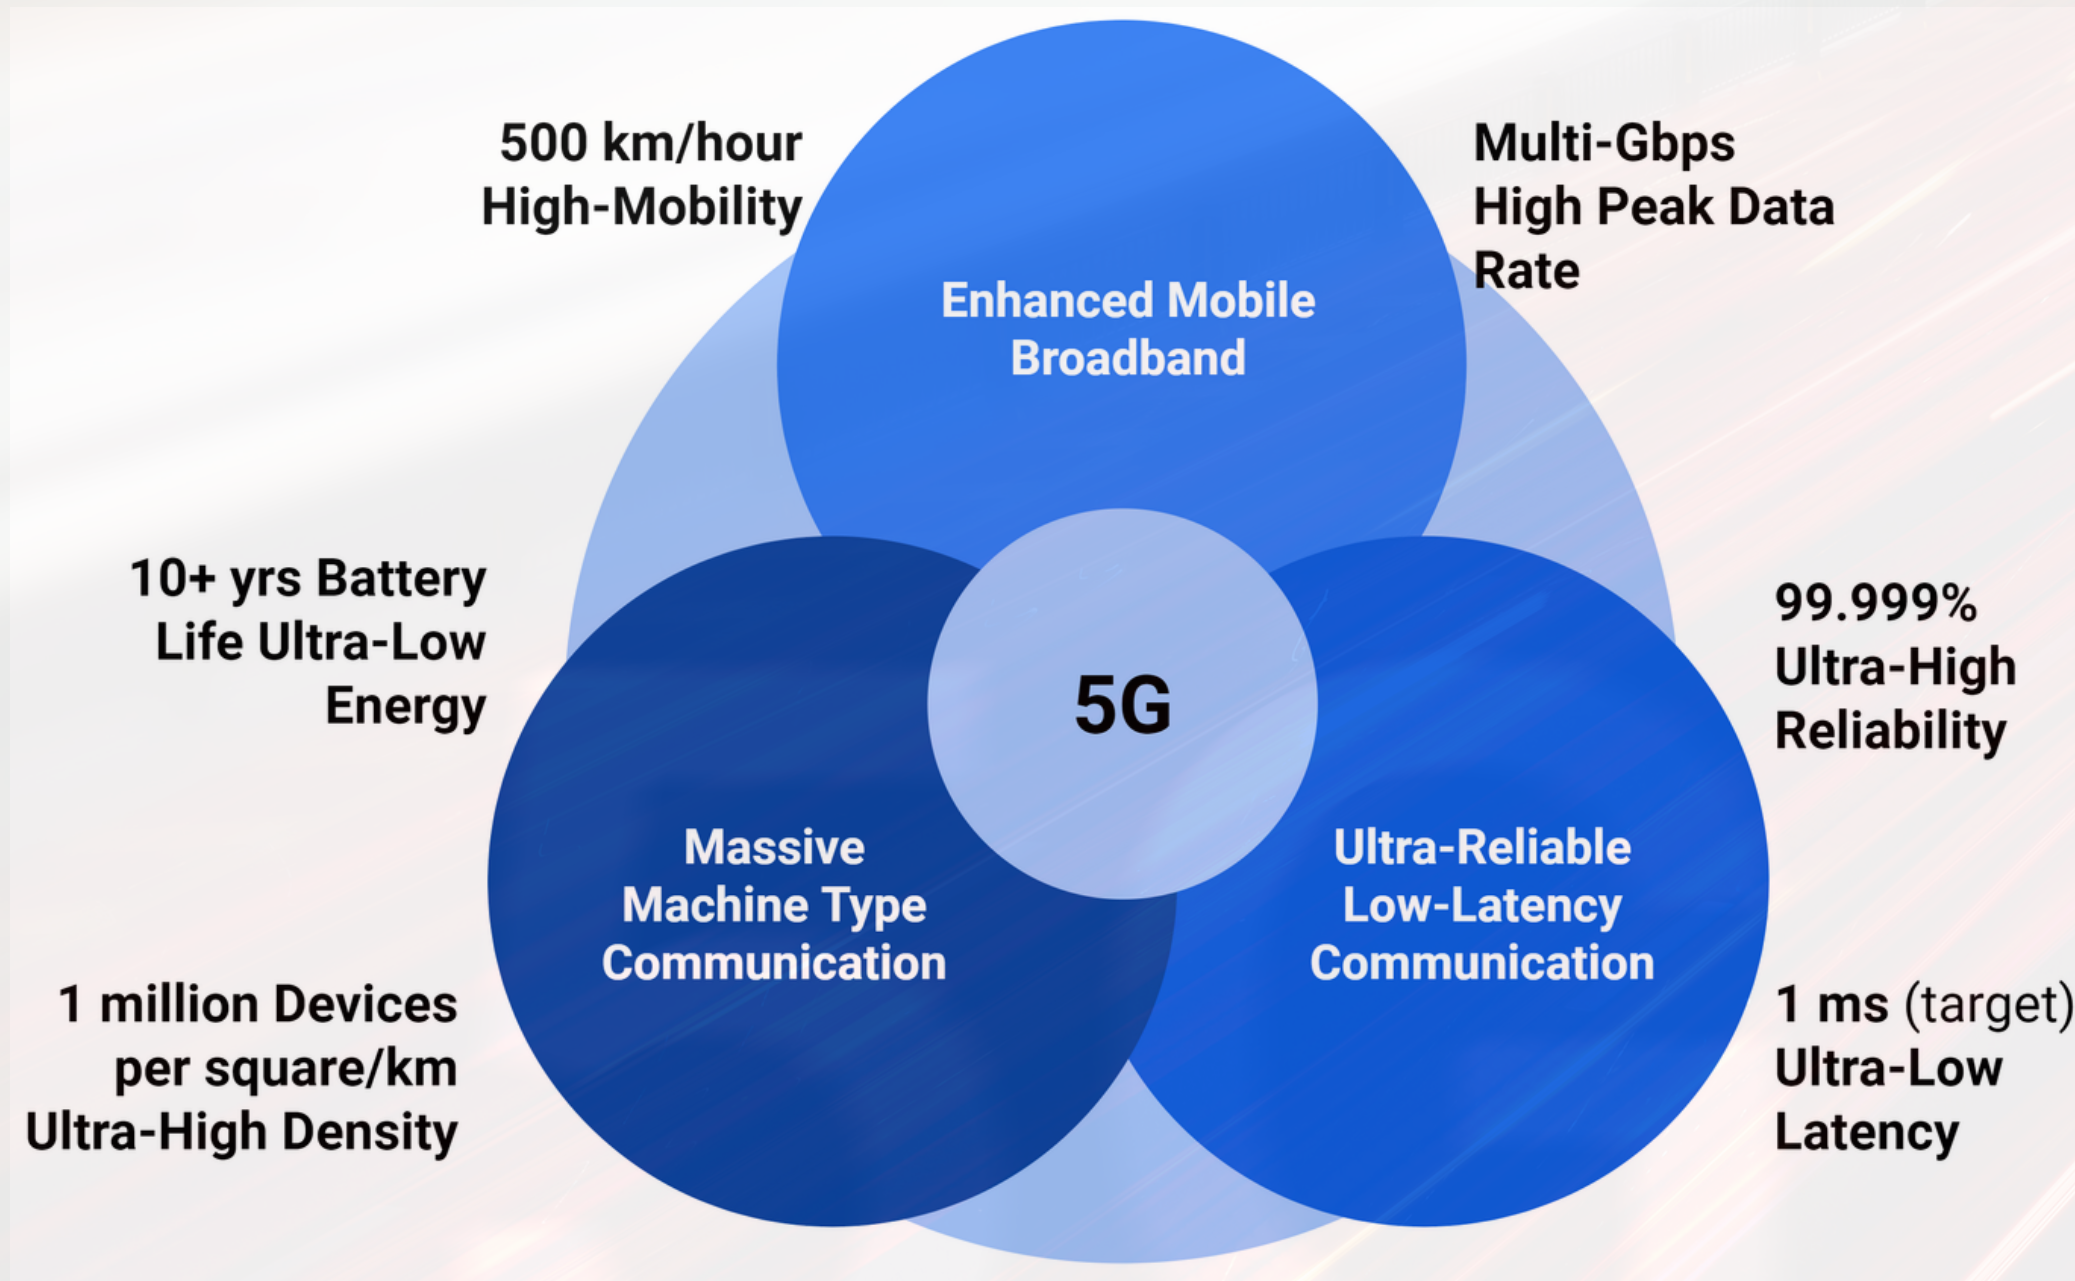 500 km/hour
High-Mobility
Multi-Gbps
High Peak Data
Rate
Enhanced Mobile
Broadband
10+ yrs Battery
Life Ultra-Low
Energy
99.999%
Ultra-High
Reliability
5G
Massive
Machine Type
Communication
Ultra-Reliable
Low-Latency
Communication
1 million Devices
per square/km
Ultra-High Density
1 ms (target)
Ultra-Low
Latency